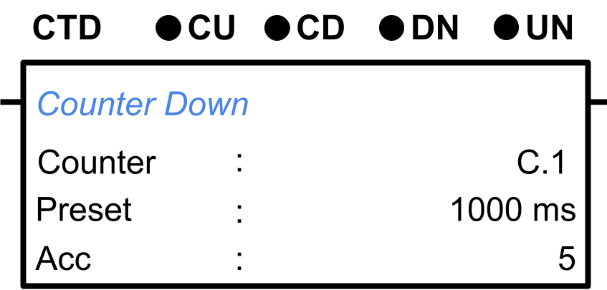 CTD ●CU ●CD ●DN ●UN
Counter Down
Counter : C.1
Preset : 1000 ms
Acc : 5